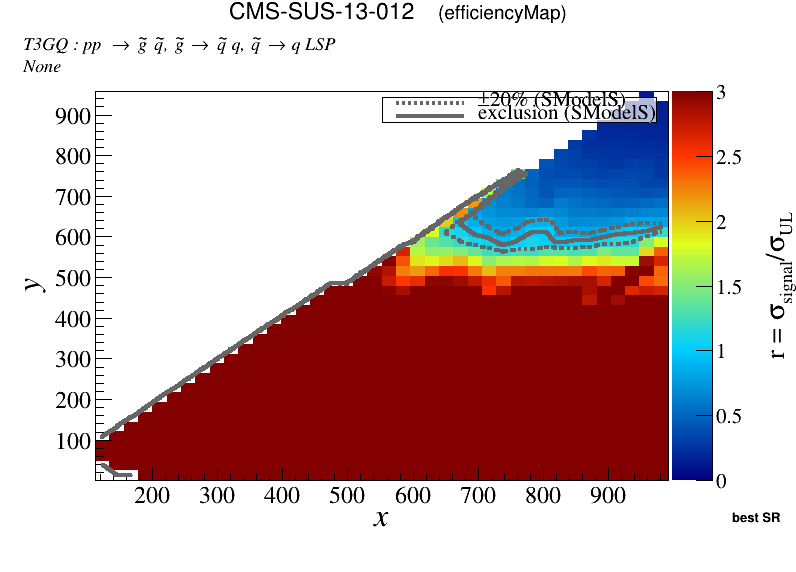 CMS-SUS-13-012 (efficiencyMap)
T3GQ : pp → g̃ q̃, g̃ → q̃ q, q̃ → q LSP
None
±20% (SModelS)
exclusion (SModelS)
900
800
700
600
500
400
300
200
100
y
200 300 400 500 600 700 800 900
x
3
2.5
2
1.5
1
0.5
0
r = σsignal/σUL
best SR